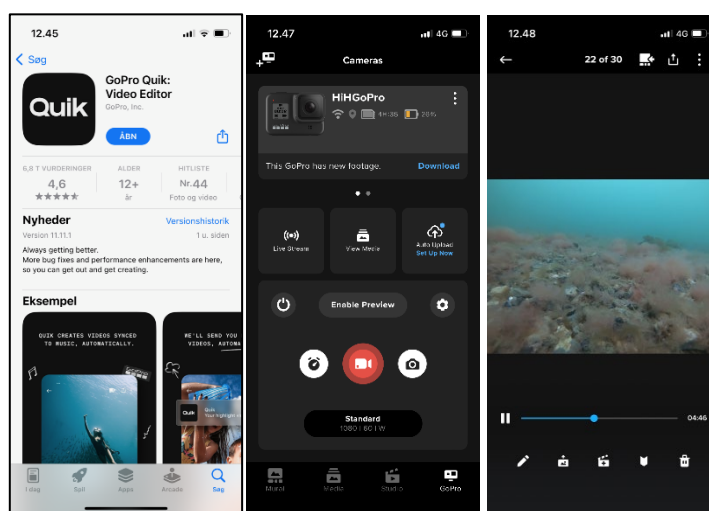 12.45
Søg
Quik
GoPro Quik:
Video Editor
GoPro, Inc.
ÅBN
6,8 T VURDERINGER
ALDER
HITLISTE
4,6
12+
Nr.44
år
Foto og video
Nyheder
Versionshistorik
Version 11.11.1
1 u. siden
Always getting better.
More bug fixes and performance enhancements are here,
so you can get out and get creating.
Eksempel
QUIK CREATES VIDEOS SYNCED
TO MUSIC, AUTOMATICALLY.
WE'LL SEND YOU
VIDEOS, AUTOMA
Quik
I dag
Spil
Apps
Arcade
Søg
12.47
4G
Cameras
HiHGoPro
4H:35
20%
This GoPro has new footage.
Download
Live Stream
View Media
Auto Upload
Set Up Now
Enable Preview
Standard
1080 | 60 | W
Mural
Media
Studio
GoPro
12.48
4G
22 of 30
04:46